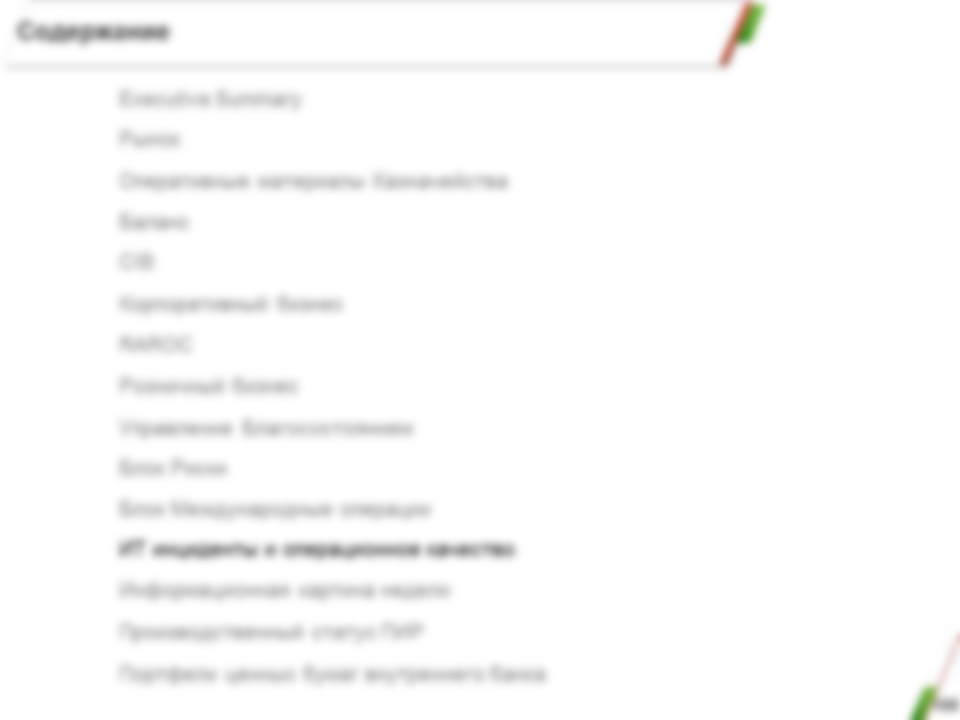 Содержание
Executive Summary
Рынок
Оперативные материалы Казначейства
Баланс
CIB
Корпоративный бизнес
RAROC
Розничный бизнес
Управление Благосостоянием
Блок Риски
Блок Международные операции
ИТ инциденты и операционное качество
Информационная картина недели
Производственный статус ПИР
Портфели ценных бумаг внутреннего банка